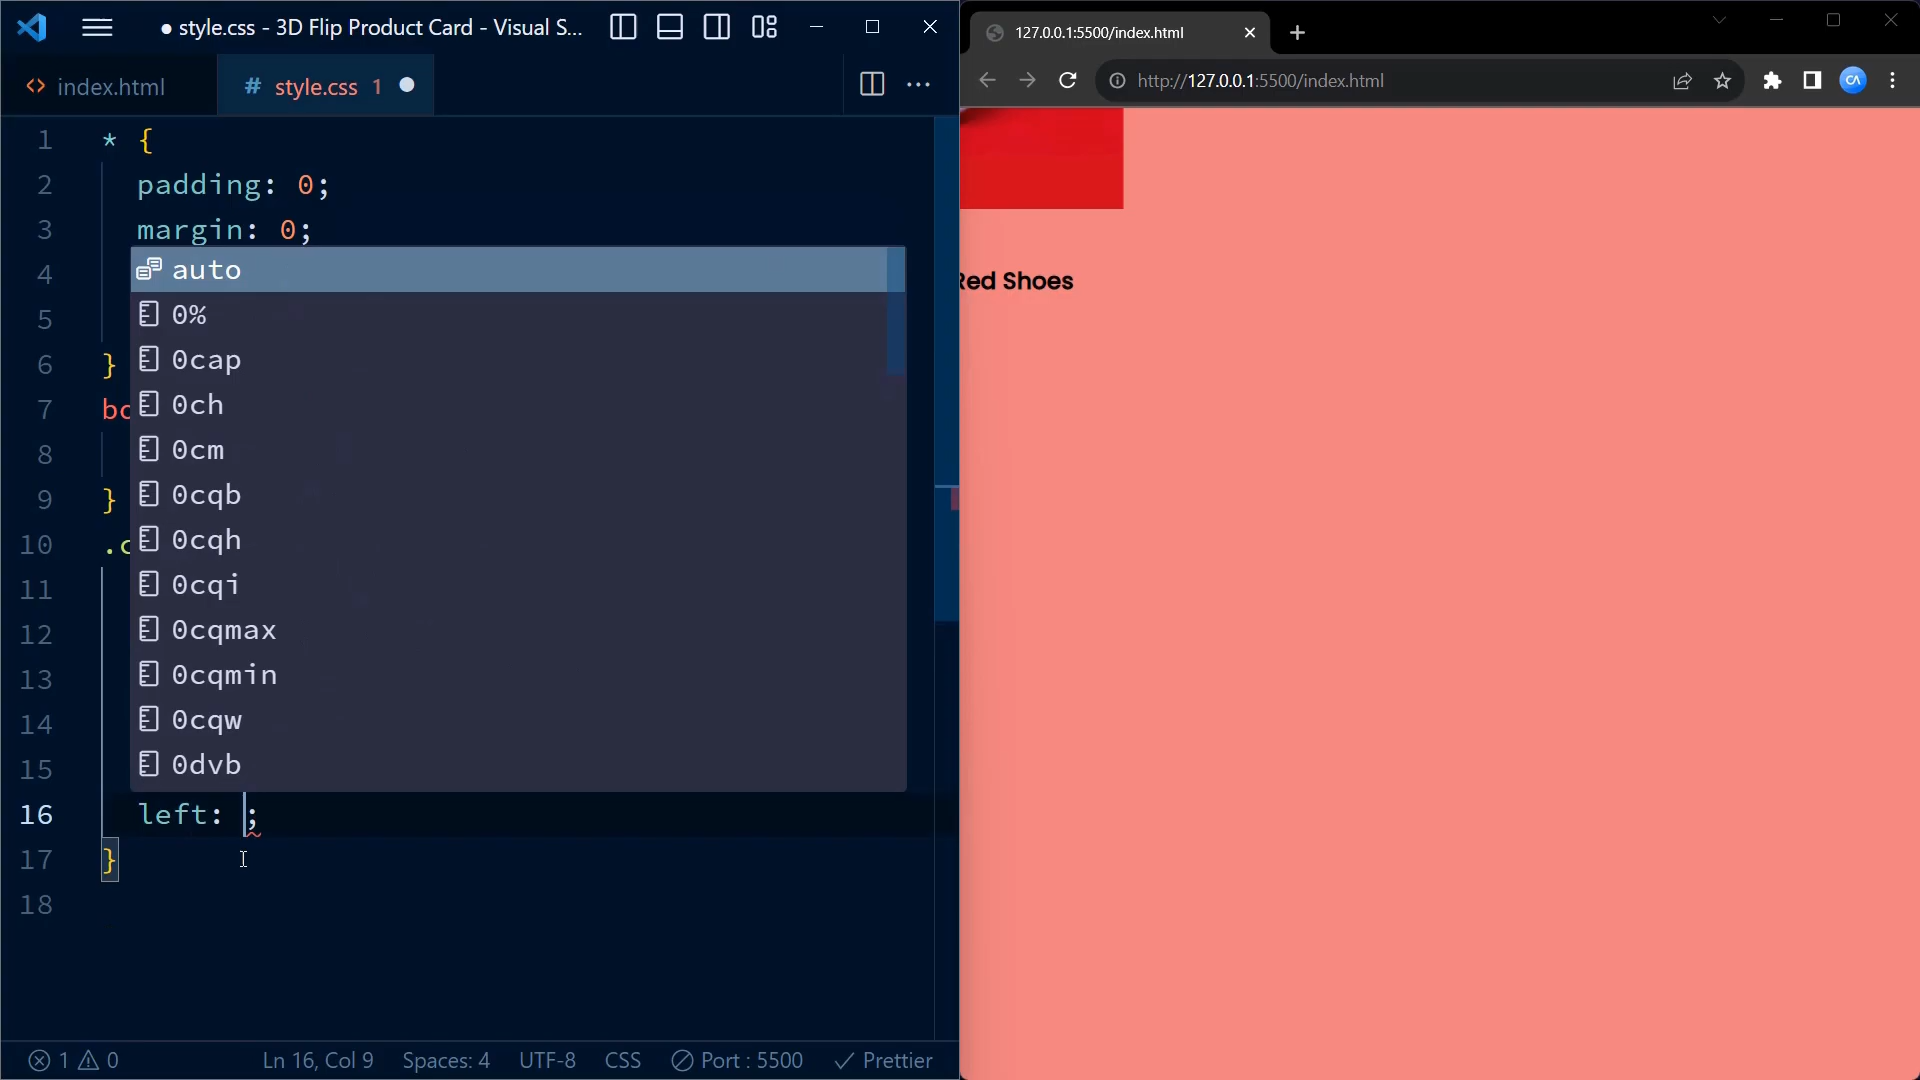 style.css - 3D Flip Product Card - Visual S...
index.html
# style.css 1
1 * {
2 padding: 0;
3 margin: 0;
4
5
6 }
7 bo
8
9 }
10 .c
11
12
13
14
15
auto
0%
0cap
0ch
0cm
0cqb
0cqh
0cqi
0cqmax
0cqmin
0cqw
0dvb
16 left: ;
17 }
18
1 0 Ln 16, Col 9 Spaces: 4 UTF-8 CSS Port : 5500 Prettier
127.0.0.1:5500/index.html
http://127.0.0.1:5500/index.html
CA
Red Shoes